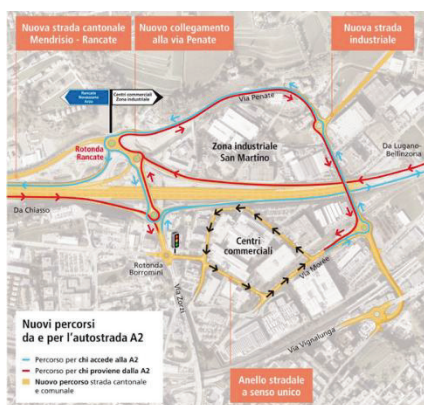 Nuova strada cantonale
Mendrisio - Rancate
Nuovo collegamento
alla via Penate
Nuova strada
industriale
Centri commerciali
Zona industriale
Via Penate
Rotonda
Rancate
Zona industriale
San Martino
Da Lugano-
Bellinzona
Da Chiasso
Centri
commerciali
Rotonda
Borromini
Via Zorzi
Via Morée
Via Vignalunga
Nuovi percorsi
da e per l'autostrada A2
Percorso per chi accede alla A2
Percorso per chi proviene dalla A2
Nuovo percorso strada cantonale
e comunale
Anello stradale
a senso unico